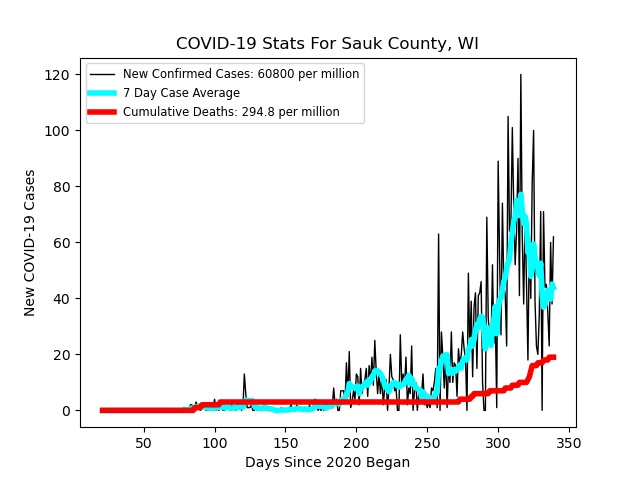 COVID-19 Stats For Sauk County, WI
New Confirmed Cases: 60800 per million
7 Day Case Average
Cumulative Deaths: 294.8 per million
New COVID-19 Cases
120
100
80
60
40
20
0
50 100 150 200 250 300 350
Days Since 2020 Began